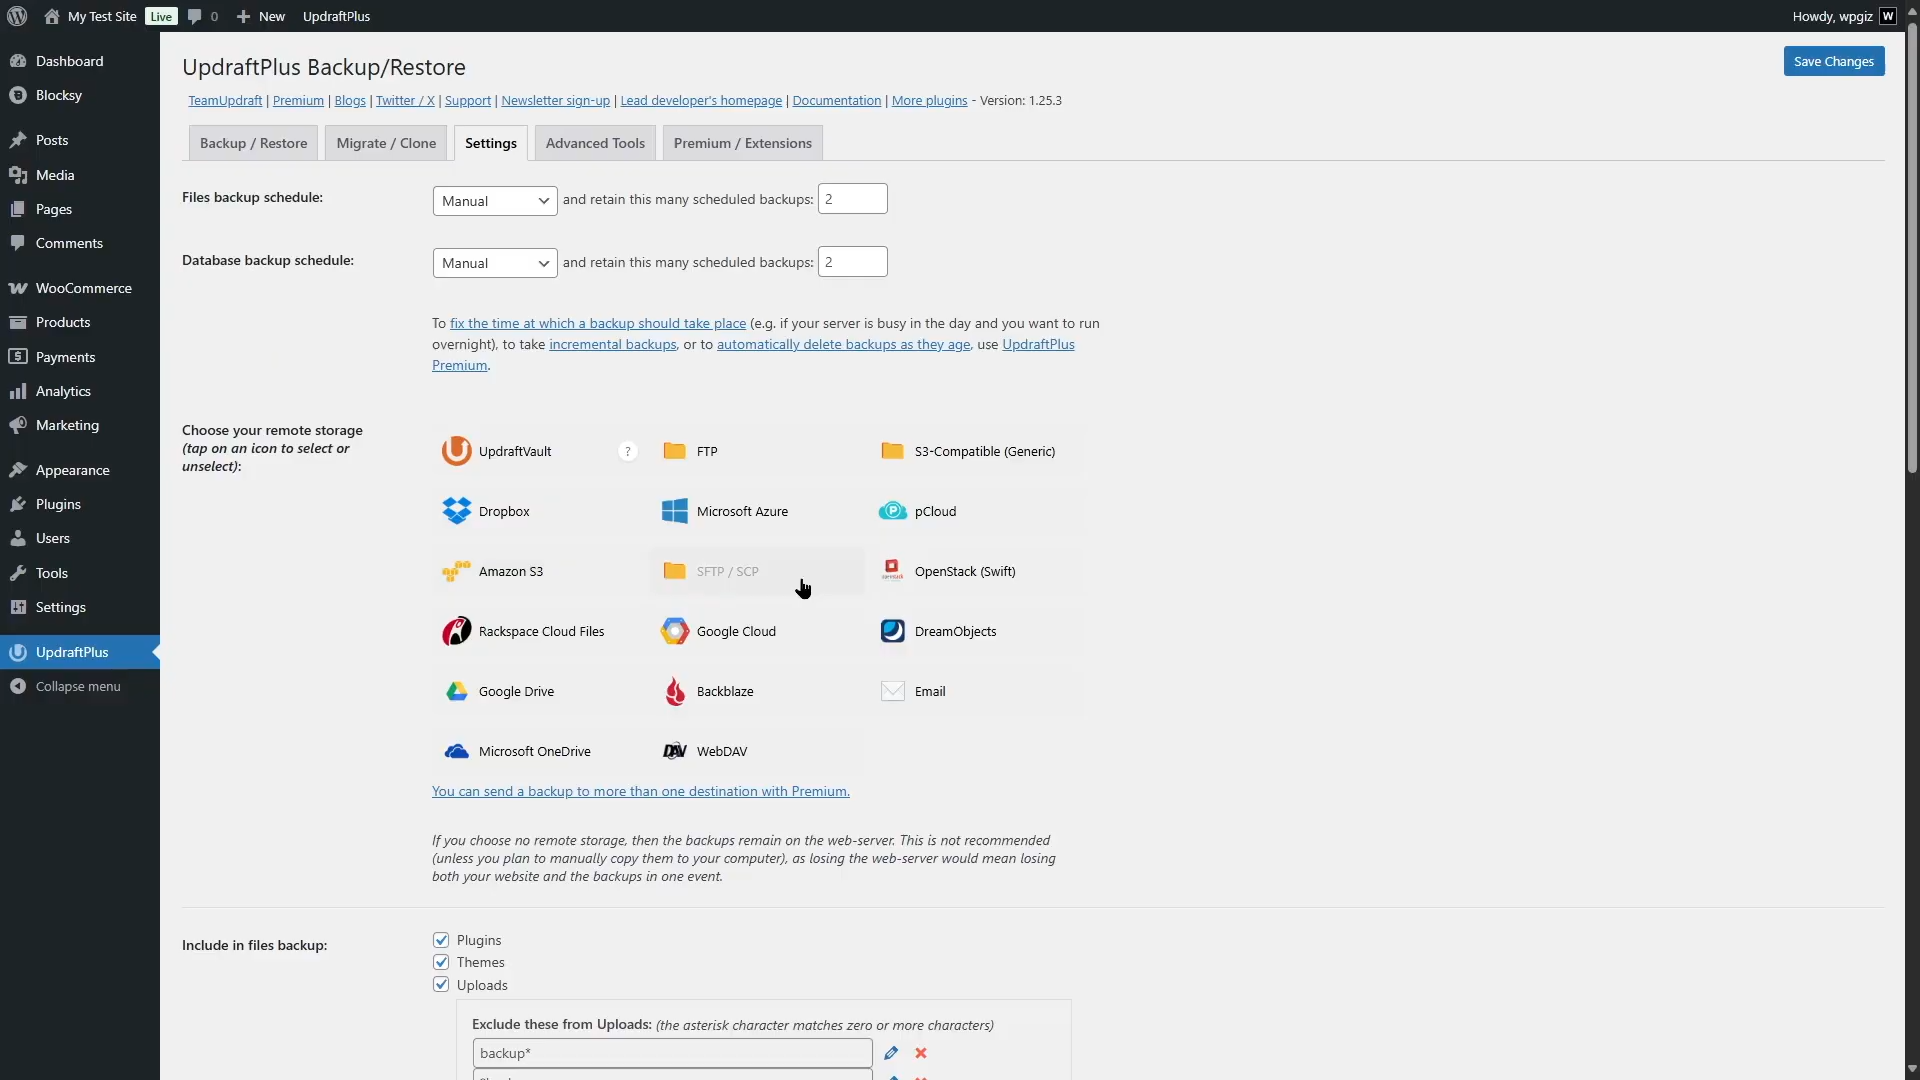 My Test Site Live 0 New UpdraftPlus Howdy, wpgiz W
Dashboard
Blocksy
Posts
Media
Pages
Comments
WooCommerce
Products
Payments
Analytics
Marketing
Appearance
Plugins
Users
Tools
Settings
UpdraftPlus
Collapse menu
UpdraftPlus Backup/Restore
Save Changes
TeamUpdraft | Premium | Blogs | Twitter / X | Support | Newsletter sign-up | Lead developer's homepage | Documentation | More plugins - Version: 1.25.3
Backup / Restore Migrate / Clone Settings Advanced Tools Premium / Extensions
Files backup schedule: Manual and retain this many scheduled backups: 2
Database backup schedule: Manual and retain this many scheduled backups: 2
To fix the time at which a backup should take place (e.g. if your server is busy in the day and you want to run
overnight), to take incremental backups, or to automatically delete backups as they age, use UpdraftPlus
Premium.
Choose your remote storage
(tap on an icon to select or
unselect):
UpdraftVault ? FTP S3-Compatible (Generic)
Dropbox Microsoft Azure pCloud
Amazon S3 SFTP / SCP OpenStack (Swift)
Rackspace Cloud Files Google Cloud DreamObjects
Google Drive Backblaze Email
Microsoft OneDrive DAV WebDAV
You can send a backup to more than one destination with Premium.
If you choose no remote storage, then the backups remain on the web-server. This is not recommended
(unless you plan to manually copy them to your computer), as losing the web-server would mean losing
both your website and the backups in one event.
Include in files backup:
Plugins
Themes
Uploads
Exclude these from Uploads: (the asterisk character matches zero or more characters)
backup*